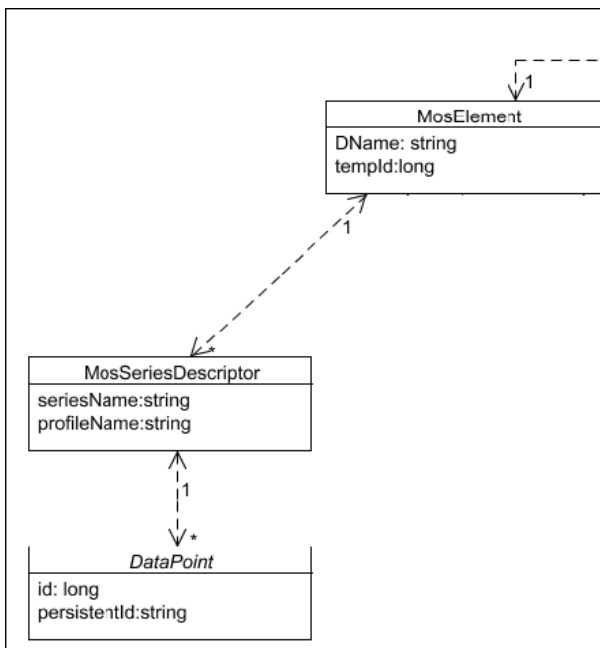 1
MosElement
DName: string
tempId:long
1
*
MosSeriesDescriptor
seriesName:string
profileName:string
1
*
DataPoint
id: long
persistentId:string